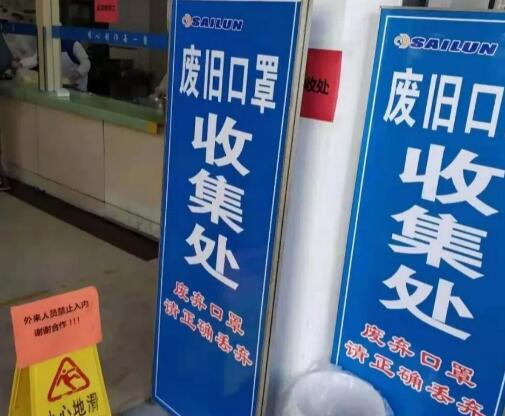 SAILUN
废旧口罩
收集处
废弃口罩
请正确丢弃
SAILUN
废旧口
收集处
废弃口罩
请正确丢弃
收处
外来人员禁止入内
谢谢合作!!!
小心地滑